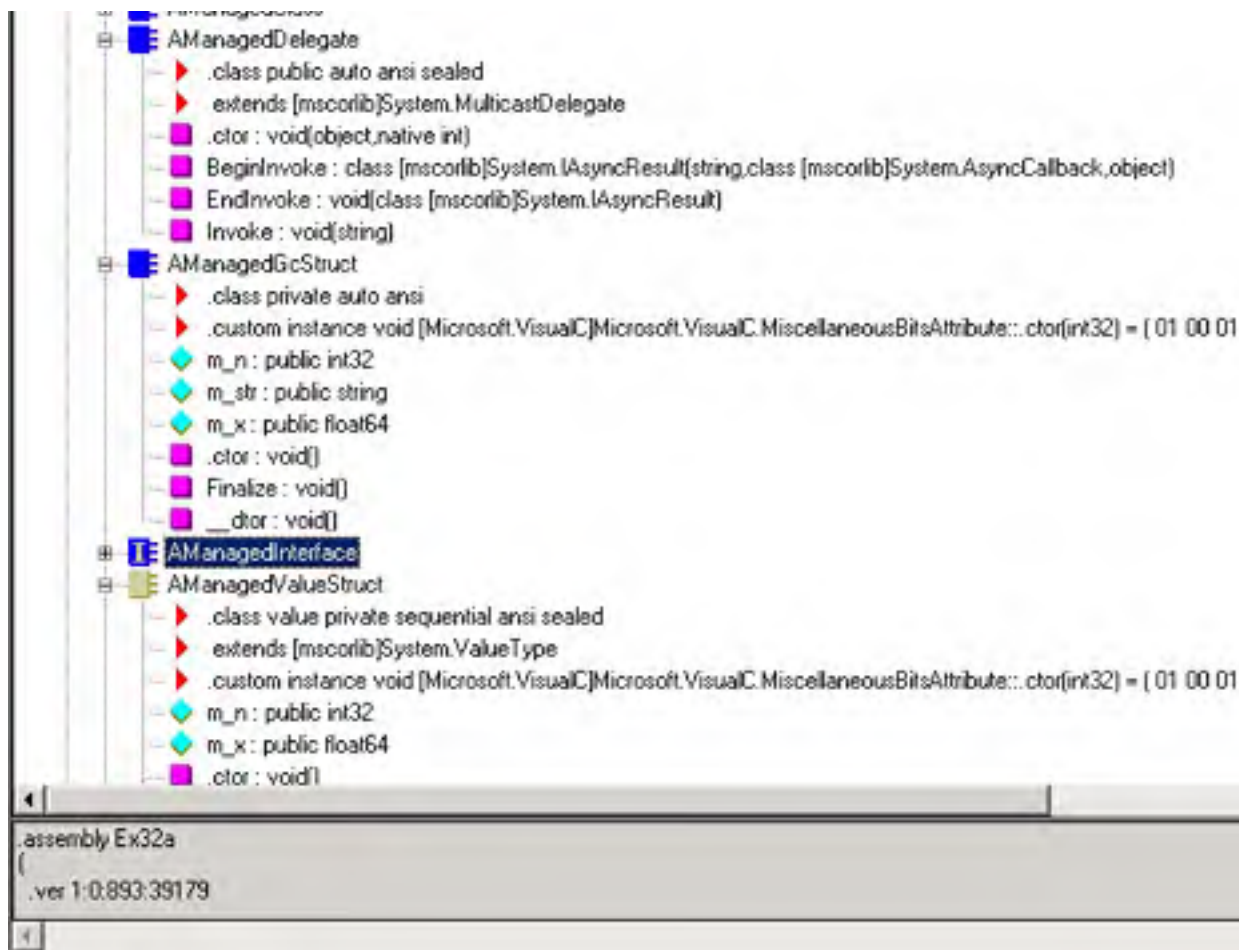 AManagedDelegate
.class public auto ansi sealed
extends [mscorlib]System.MulticastDelegate
.ctor : void(object,native int)
BeginInvoke : class [mscorlib]System.IAsyncResult(string,class [mscorlib]System.AsyncCallback,object)
EndInvoke : void(class [mscorlib]System.IAsyncResult)
Invoke : void(string)
AManagedGcStruct
.class private auto ansi
.custom instance void [Microsoft.VisualC]Microsoft.VisualC.MiscellaneousBitsAttribute::.ctor(int32) = ( 01 00 01
m_n : public int32
m_str : public string
m_x : public float64
.ctor : void()
Finalize : void()
__dtor : void()
AManagedInterface
AManagedValueStruct
.class value private sequential ansi sealed
extends [mscorlib]System.ValueType
.custom instance void [Microsoft.VisualC]Microsoft.VisualC.MiscellaneousBitsAttribute::.ctor(int32) = ( 01 00 01
m_n : public int32
m_x : public float64
.ctor : void()
.assembly Ex32a
{
.ver 1:0:893:39179